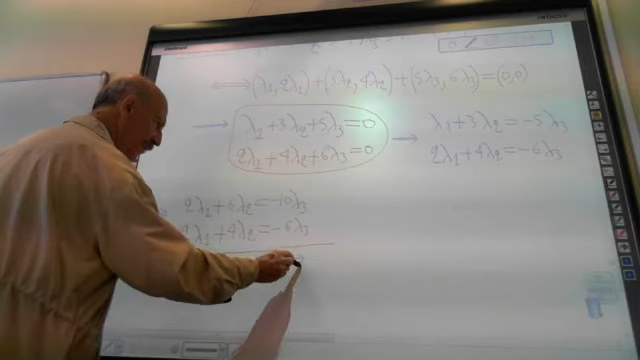 ⟺ (λ₁, 2λ₁) + (3λ₂, 4λ₂) + (5λ₃, 6λ₃) = (0,0)
→ λ₁ + 3λ₂ + 5λ₃ = 0 → λ₁ + 3λ₂ = -5λ₃
2λ₁ + 4λ₂ + 6λ₃ = 0 2λ₁ + 4λ₂ = -6λ₃
2λ₁ + 6λ₂ = -10λ₃
2λ₁ + 4λ₂ = -6λ₃